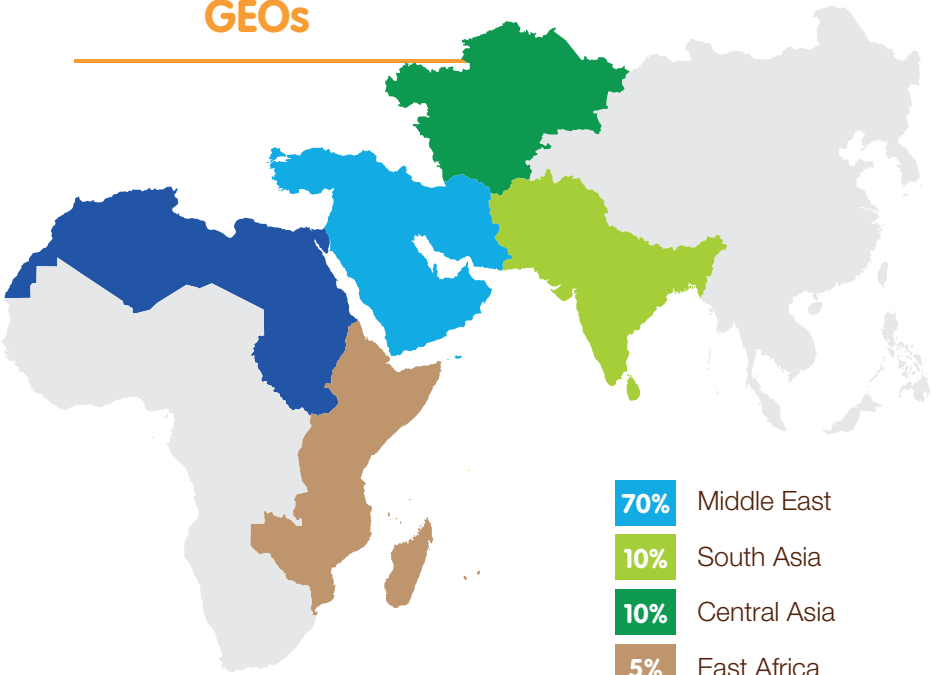 GEOs
70% Middle East
10% South Asia
10% Central Asia
5% East Africa